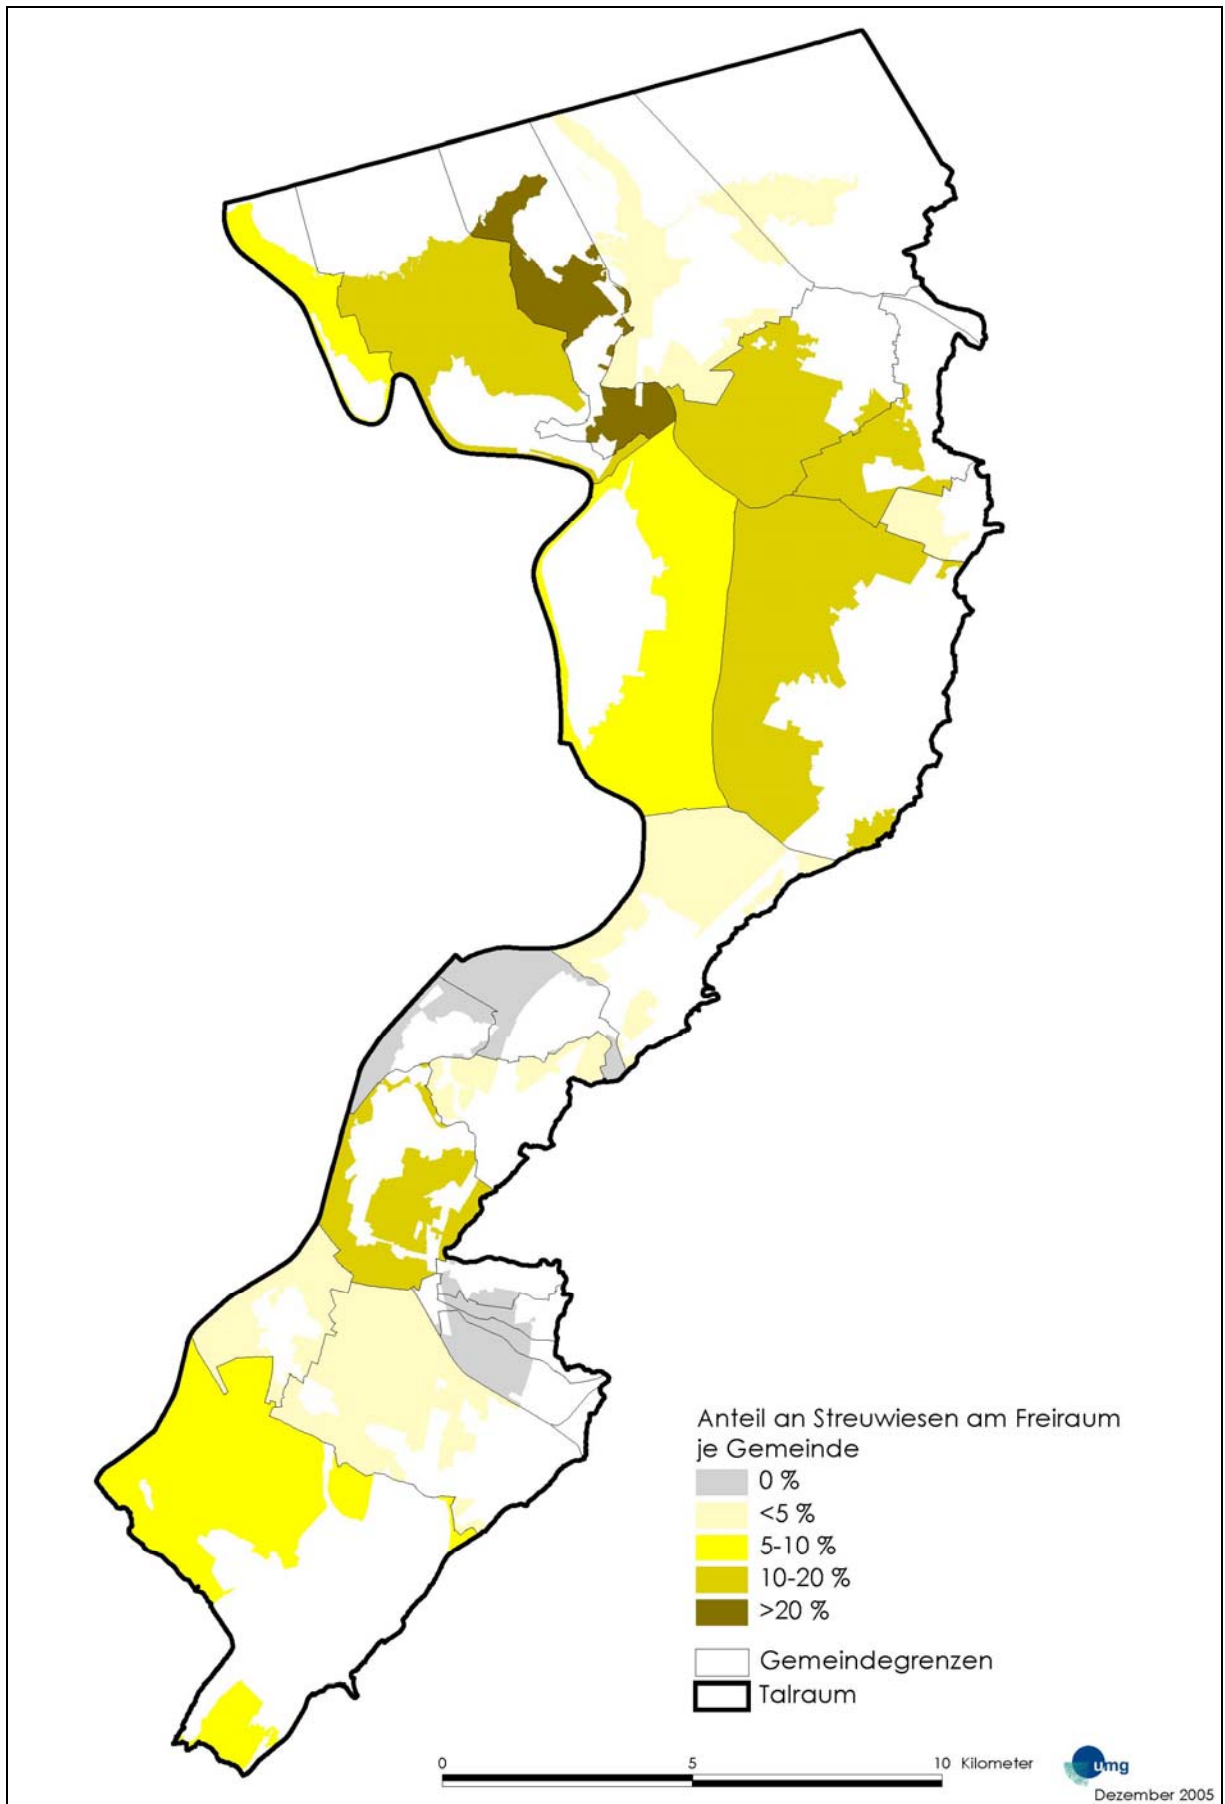 Anteil an Streuwiesen am Freiraum
je Gemeinde
0 %
<5 %
5-10 %
10-20 %
>20 %
Gemeindegrenzen
Talraum
0 5 10 Kilometer
umg
Dezember 2005